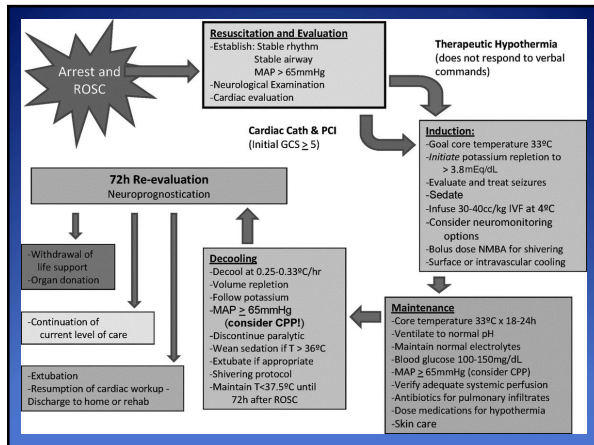 Arrest and
ROSC
Resuscitation and Evaluation
-Establish: Stable rhythm
Stable airway
MAP > 65mmHg
-Neurological Examination
-Cardiac evaluation
Therapeutic Hypothermia
(does not respond to verbal
commands)
Cardiac Cath & PCI
(Initial GCS ≥ 5)
Induction:
-Goal core temperature 33ºC
-Initiate potassium repletion to
> 3.8mEq/dL
-Evaluate and treat seizures
-Sedate
-Infuse 30-40cc/kg IVF at 4ºC
-Consider neuromonitoring
options
-Bolus dose NMBA for shivering
-Surface or intravascular cooling
Maintenance
-Core temperature 33ºC x 18-24h
-Ventilate to normal pH
-Maintain normal electrolytes
-Blood glucose 100-150mg/dL
-MAP ≥ 65mmHg (consider CPP)
-Verify adequate systemic perfusion
-Antibiotics for pulmonary infiltrates
-Dose medications for hypothermia
-Skin care
Decooling
-Decool at 0.25-0.33ºC/hr
-Volume repletion
-Follow potassium
-MAP ≥ 65mmHg
(consider CPP!)
-Discontinue paralytic
-Wean sedation if T > 36ºC
-Extubate if appropriate
-Shivering protocol
-Maintain T<37.5ºC until
72h after ROSC
72h Re-evaluation
Neuroprognostication
-Withdrawal of
life support
-Organ donation
-Continuation of
current level of care
-Extubation
-Resumption of cardiac workup -
Discharge to home or rehab